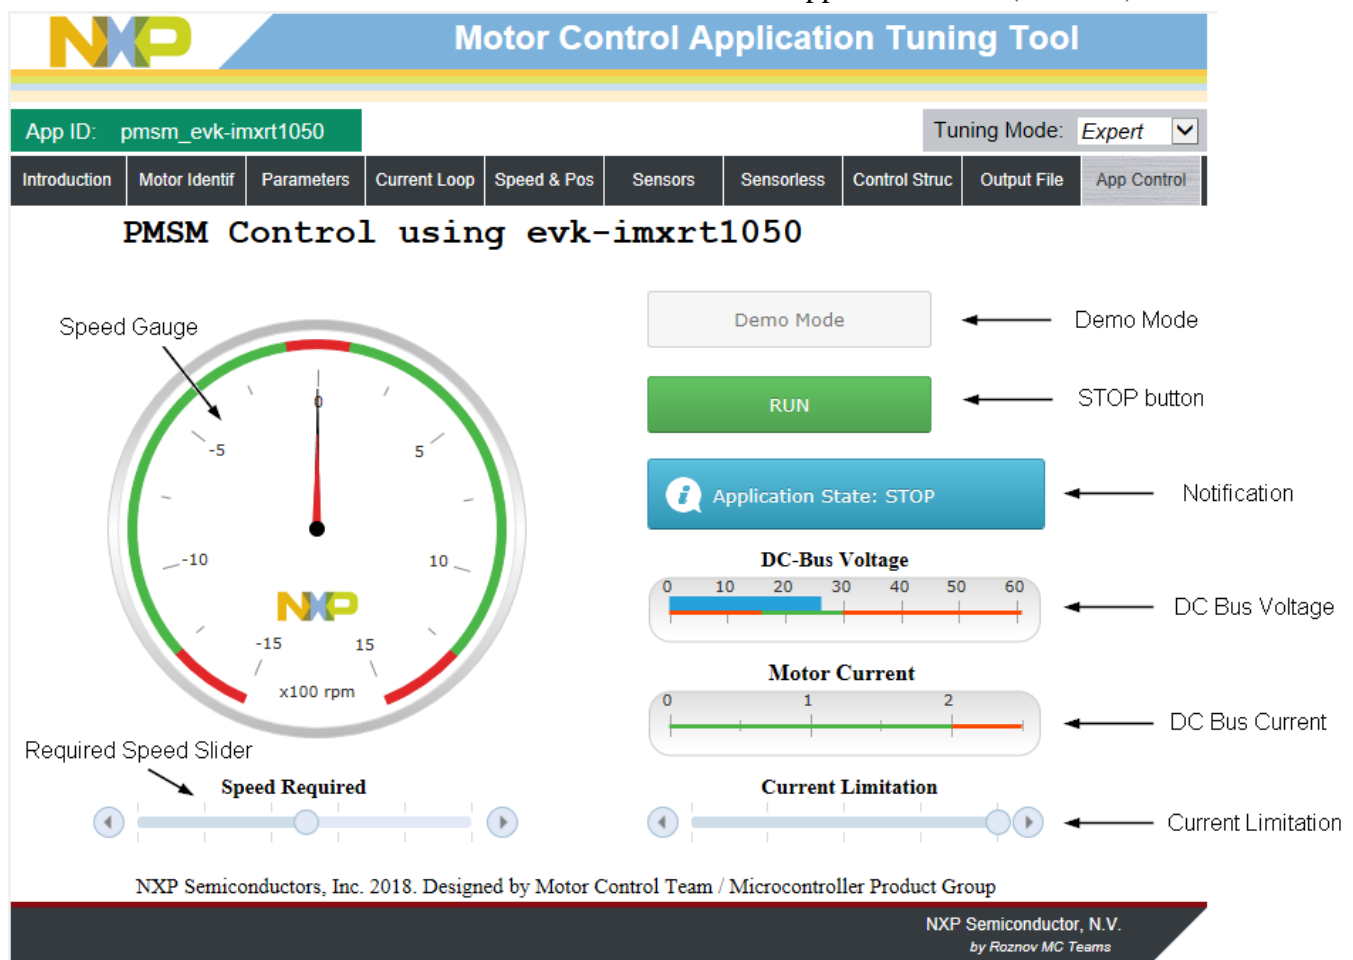 NXP
Motor Control Application Tuning Tool
App ID: pmsm_evk-imxrt1050
Tuning Mode: Expert
Introduction Motor Identif Parameters Current Loop Speed & Pos Sensors Sensorless Control Struc Output File App Control
PMSM Control using evk-imxrt1050
Speed Gauge
Demo Mode
Demo Mode
RUN
STOP button
Application State: STOP
Notification
0
-5
5
-10
10
NXP
-15
15
x100 rpm
DC-Bus Voltage
0 10 20 30 40 50 60
DC Bus Voltage
Motor Current
0 1 2
DC Bus Current
Required Speed Slider
Speed Required
Current Limitation
Current Limitation
NXP Semiconductors, Inc. 2018. Designed by Motor Control Team / Microcontroller Product Group
NXP Semiconductor, N.V.
by Roznov MC Teams